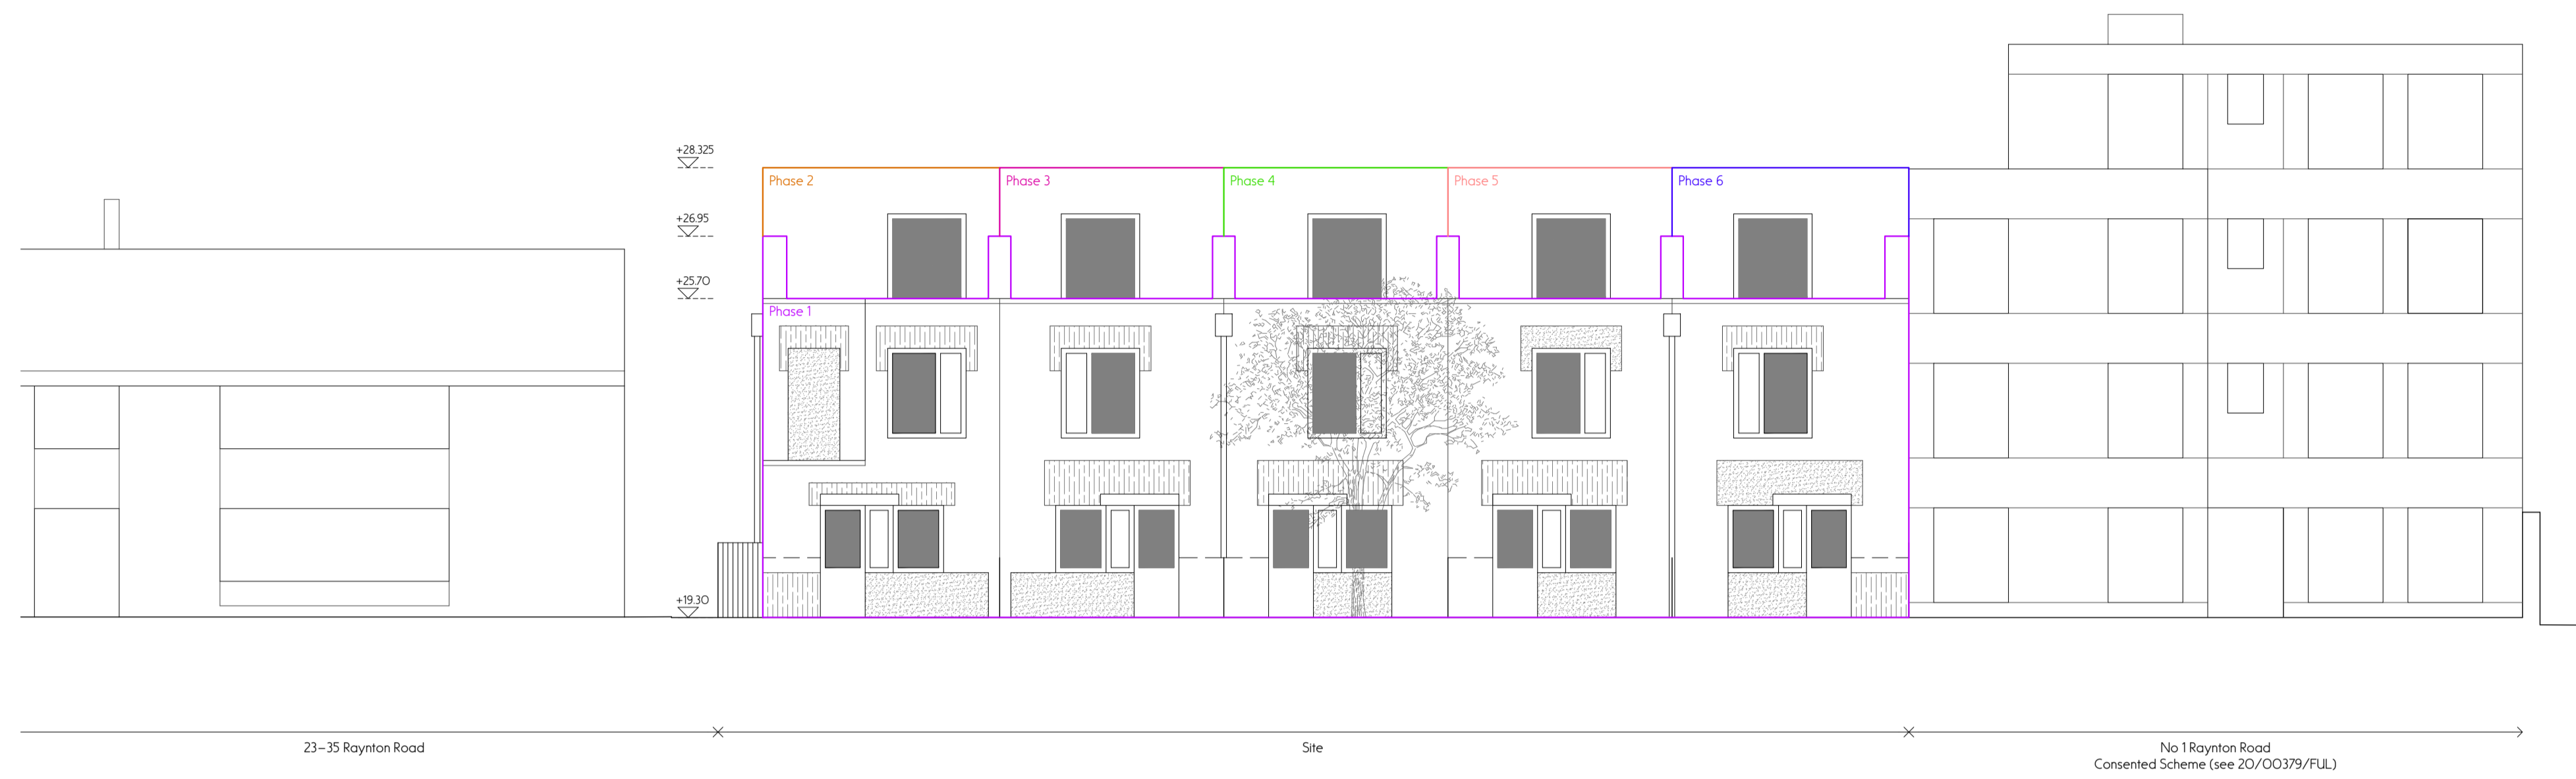 +28.325
Phase 2
Phase 3
Phase 4
Phase 5
Phase 6
+26.95
+25.70
Phase 1
+19.30
23–35 Raynton Road
Site
No 1 Raynton Road
Consented Scheme (see 20/00379/FUL)